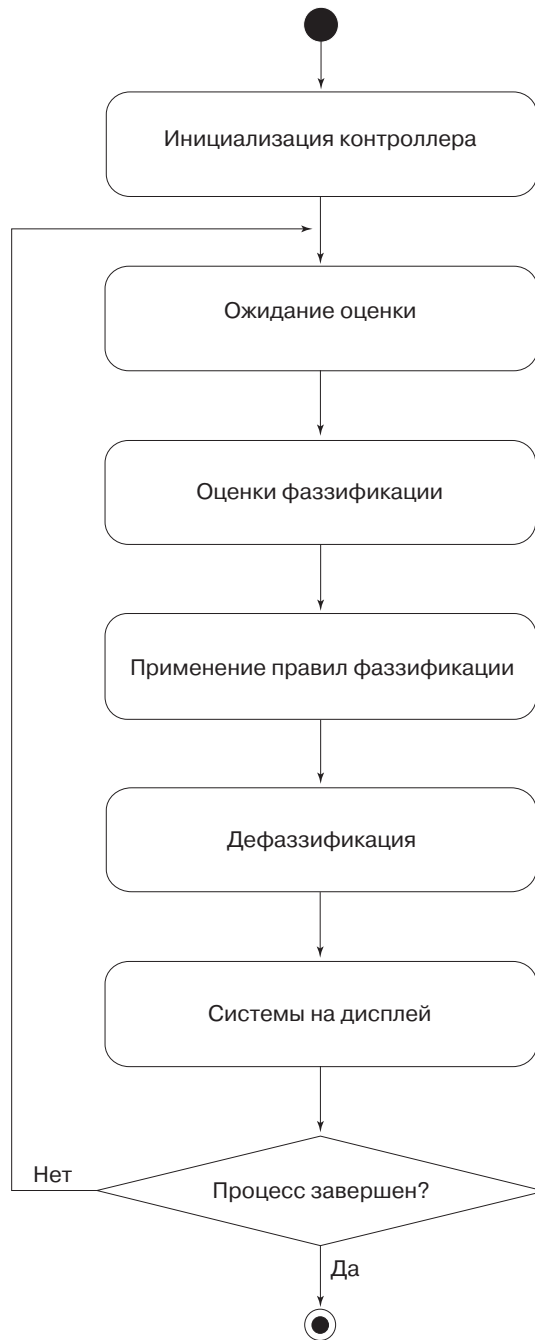 Инициализация контроллера
Ожидание оценки
Оценки фаззификации
Применение правил фаззификации
Дефаззификация
Системы на дисплей
Нет
Процесс завершен?
Да